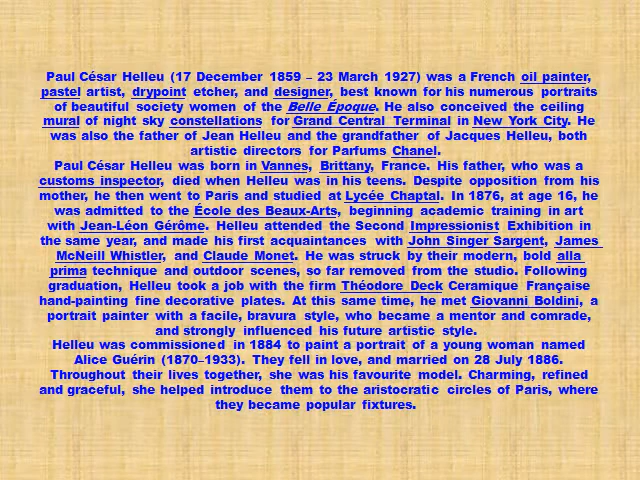 Paul César Helleu (17 December 1859 – 23 March 1927) was a French oil painter,
pastel artist, drypoint etcher, and designer, best known for his numerous portraits
of beautiful society women of the Belle Époque. He also conceived the ceiling
mural of night sky constellations for Grand Central Terminal in New York City. He
was also the father of Jean Helleu and the grandfather of Jacques Helleu, both
artistic directors for Parfums Chanel.
Paul César Helleu was born in Vannes, Brittany, France. His father, who was a
customs inspector, died when Helleu was in his teens. Despite opposition from his
mother, he then went to Paris and studied at Lycée Chaptal. In 1876, at age 16, he
was admitted to the École des Beaux-Arts, beginning academic training in art
with Jean-Léon Gérôme. Helleu attended the Second Impressionist Exhibition in
the same year, and made his first acquaintances with John Singer Sargent, James
McNeill Whistler, and Claude Monet. He was struck by their modern, bold alla
prima technique and outdoor scenes, so far removed from the studio. Following
graduation, Helleu took a job with the firm Théodore Deck Ceramique Française
hand-painting fine decorative plates. At this same time, he met Giovanni Boldini, a
portrait painter with a facile, bravura style, who became a mentor and comrade,
and strongly influenced his future artistic style.
Helleu was commissioned in 1884 to paint a portrait of a young woman named
Alice Guérin (1870–1933). They fell in love, and married on 28 July 1886.
Throughout their lives together, she was his favourite model. Charming, refined
and graceful, she helped introduce them to the aristocratic circles of Paris, where
they became popular fixtures.